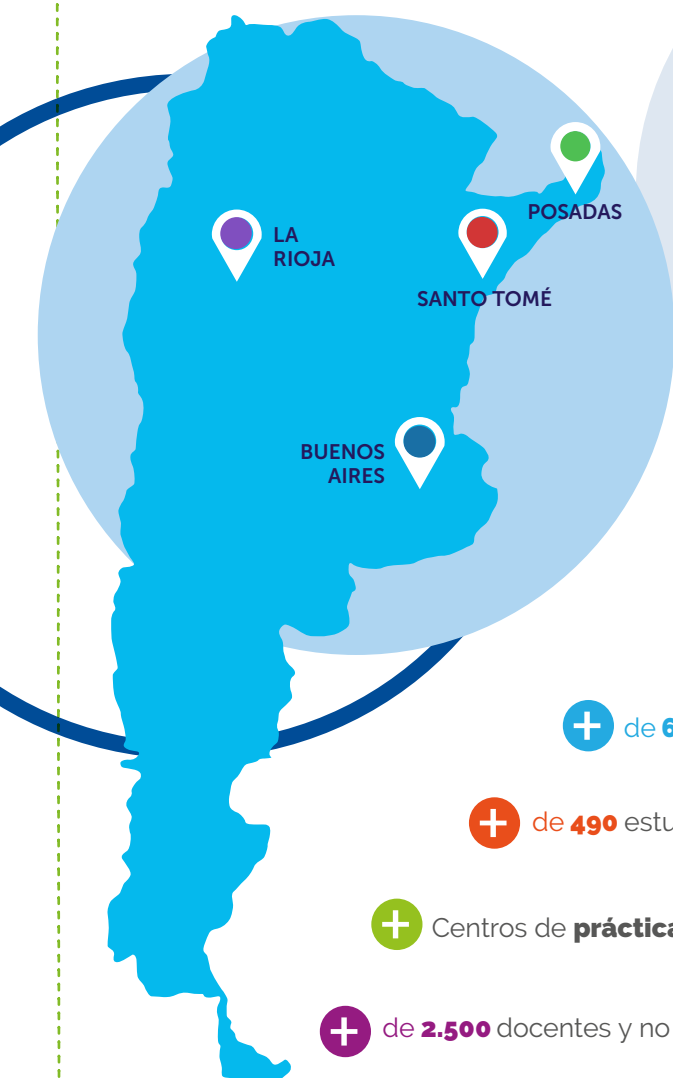 POSADAS
LA
RIOJA
SANTO TOMÉ
BUENOS
AIRES
+ de 6
+ de 490 estu
+ Centros de práctica
+ de 2.500 docentes y no